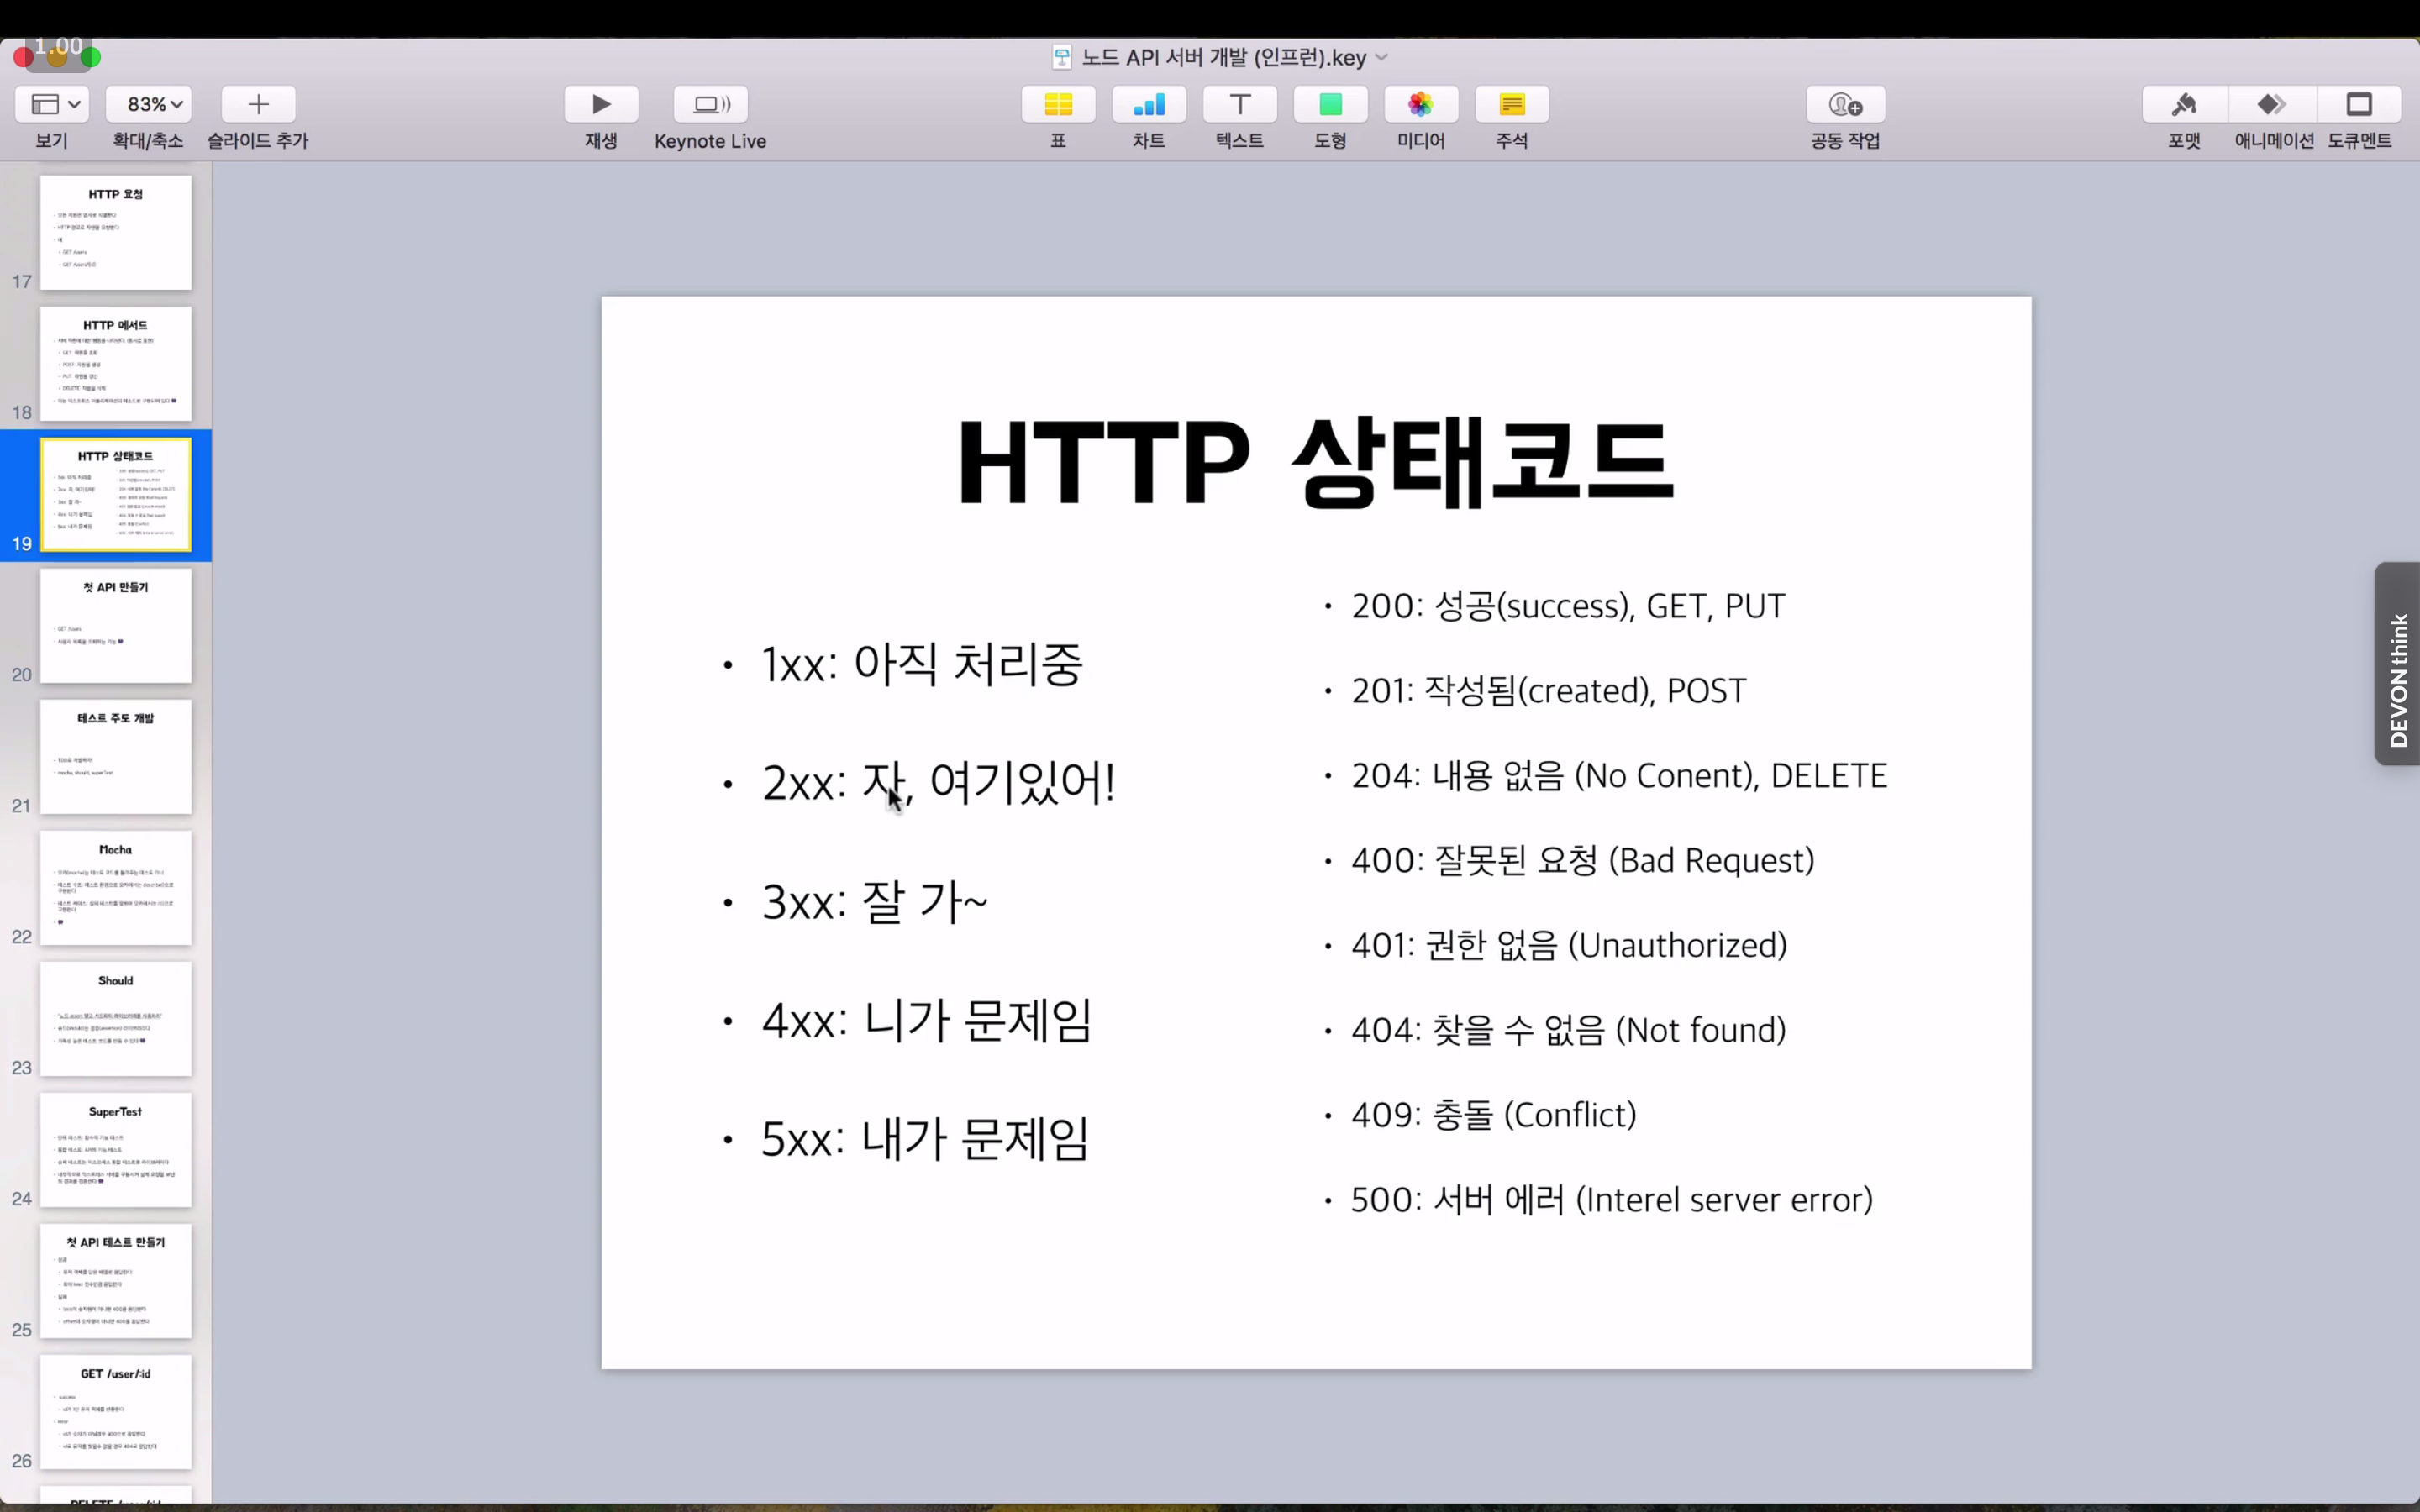 1.00
노드 API 서버 개발 (인프런).key
83%
보기
확대/축소
슬라이드 추가
재생
Keynote Live
표
차트
텍스트
도형
미디어
주석
공동 작업
포맷
애니메이션
도큐멘트
HTTP 요청
GET /users
17
HTTP 메서드
18
HTTP 상태코드
19
첫 API 만들기
GET /users
20
테스트 주도 개발
mocha, should, superTest
21
Mocha
22
Should
23
SuperTest
24
첫 API 테스트 만들기
25
GET /user/:id
success
error
26
HTTP 상태코드
• 1xx: 아직 처리중
• 2xx: 자, 여기있어!
• 3xx: 잘 가~
• 4xx: 니가 문제임
• 5xx: 내가 문제임
• 200: 성공(success), GET, PUT
• 201: 작성됨(created), POST
• 204: 내용 없음 (No Conent), DELETE
• 400: 잘못된 요청 (Bad Request)
• 401: 권한 없음 (Unauthorized)
• 404: 찾을 수 없음 (Not found)
• 409: 충돌 (Conflict)
• 500: 서버 에러 (Interel server error)
DEVONthink